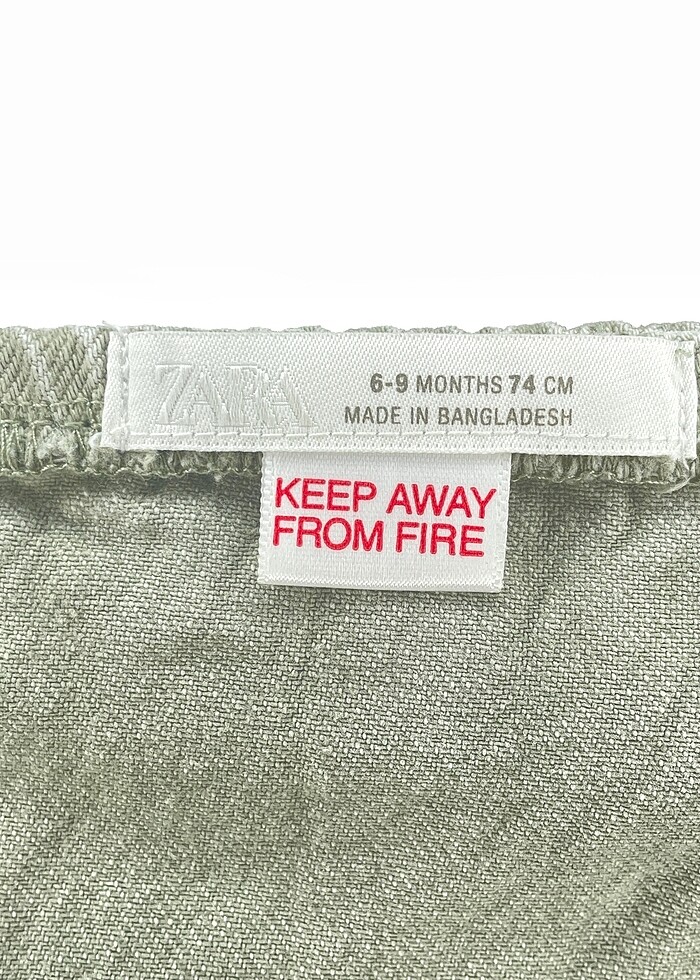 ZARA
6-9 MONTHS 74 CM
MADE IN BANGLADESH
KEEP AWAY
FROM FIRE